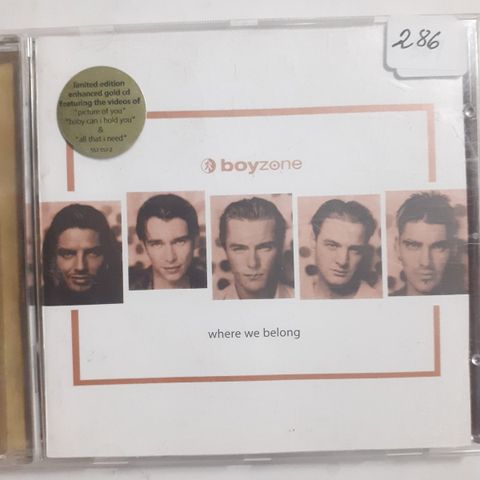 286
limited edition
enhanced gold cd
featuring the videos of
"picture of you"
"baby can i hold you"
&
"all that i need"
boyzone
where we belong